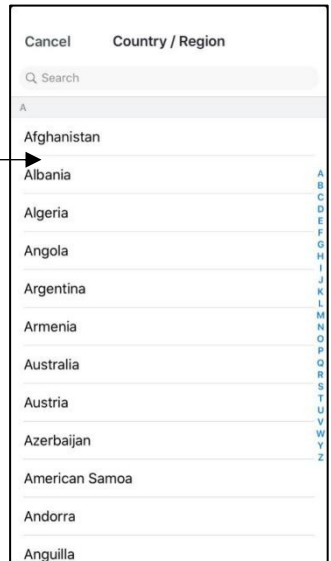 Cancel Country / Region
Search
A
Afghanistan
Albania
Algeria
Angola
Argentina
Armenia
Australia
Austria
Azerbaijan
American Samoa
Andorra
Anguilla
A
B
C
D
E
F
G
H
I
J
K
L
M
N
O
P
Q
R
S
T
U
V
W
Y
Z